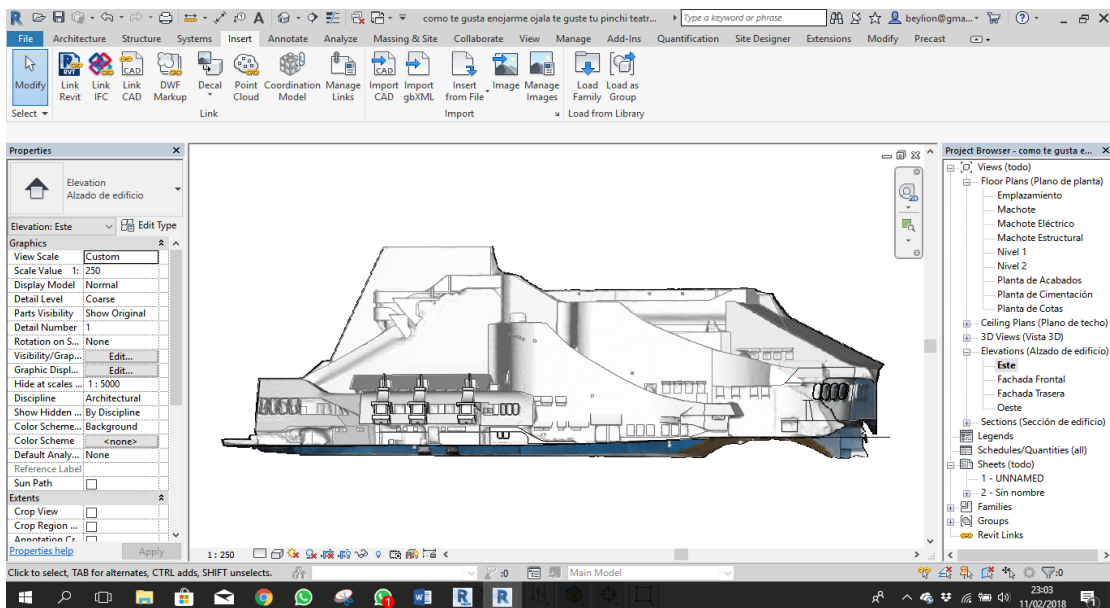 como te gusta enojarme ojala te guste tu pinchi teatr...
Type a keyword or phrase
beylion@gma...
File Architecture Structure Systems Insert Annotate Analyze Massing & Site Collaborate View Manage Add-Ins Quantification Site Designer Extensions Modify Precast
Modify
Link Revit
Link IFC
Link CAD
DWF Markup
Decal
Point Cloud
Coordination Model
Manage Links
Import CAD
Import gbXML
Insert from File
Image
Manage Images
Load Family
Load as Group
Select
Link
Import
Load from Library
Properties
Elevation
Alzado de edificio
Elevation: Este
Edit Type
Graphics
View Scale Custom
Scale Value 1: 250
Display Model Normal
Detail Level Coarse
Parts Visibility Show Original
Detail Number 1
Rotation on S... None
Visibility/Grap... Edit...
Graphic Displ... Edit...
Hide at scales ... 1 : 5000
Discipline Architectural
Show Hidden ... By Discipline
Color Scheme... Background
Color Scheme <none>
Default Analy... None
Reference Label
Sun Path
Extents
Crop View
Crop Region ...
Annotation Cr...
Properties help
Apply
2D
1 : 250
Project Browser - como te gusta e...
Views (todo)
Floor Plans (Plano de planta)
Emplazamiento
Machote
Machote Eléctrico
Machote Estructural
Nivel 1
Nivel 2
Planta de Acabados
Planta de Cimentación
Planta de Cotas
Ceiling Plans (Plano de techo)
3D Views (Vista 3D)
Elevations (Alzado de edificio)
Este
Fachada Frontal
Fachada Trasera
Oeste
Sections (Sección de edificio)
Legends
Schedules/Quantities (all)
Sheets (todo)
1 - UNNAMED
2 - Sin nombre
Families
Groups
Revit Links
Click to select, TAB for alternates, CTRL adds, SHIFT unselects.
:0
Main Model
:0
23:03
11/02/2018